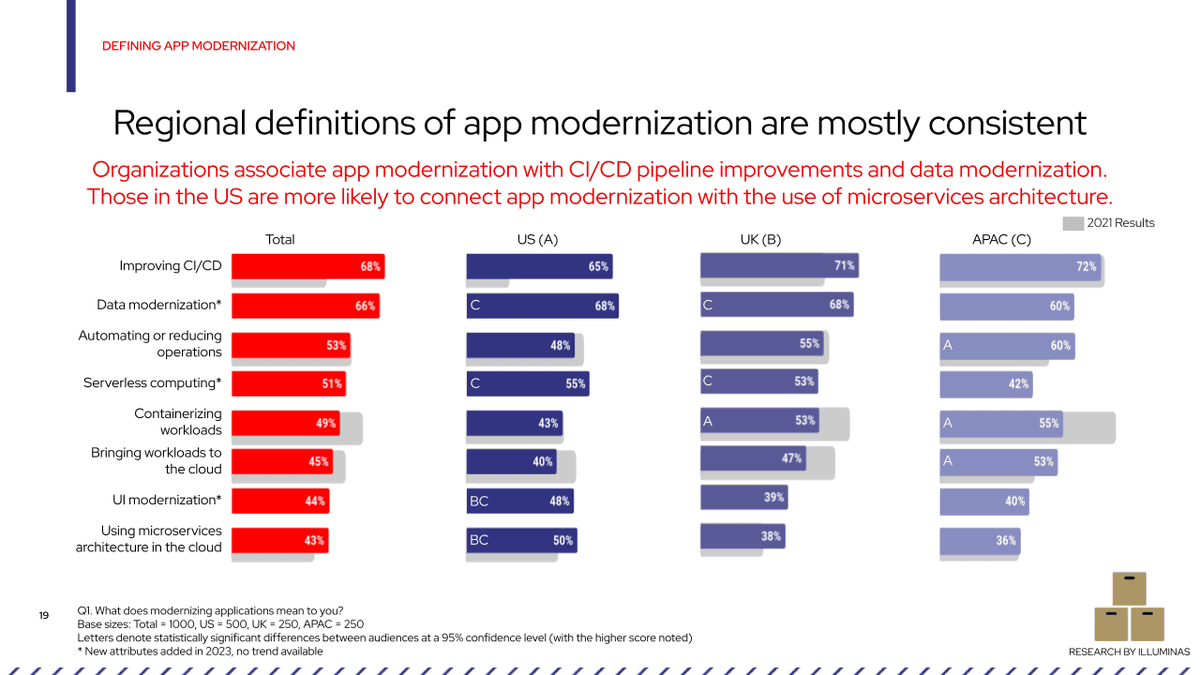 DEFINING APP MODERNIZATION
Regional definitions of app modernization are mostly consistent
Organizations associate app modernization with CI/CD pipeline improvements and data modernization.
Those in the US are more likely to connect app modernization with the use of microservices architecture.
2021 Results
Total
US (A)
UK (B)
APAC (C)
Improving CI/CD
68%
65%
71%
72%
Data modernization*
66%
C 68%
C 68%
60%
Automating or reducing
operations
53%
48%
55%
A 60%
Serverless computing*
51%
C 55%
C 53%
42%
Containerizing
workloads
49%
43%
A 53%
A 55%
Bringing workloads to
the cloud
45%
40%
47%
A 53%
UI modernization*
44%
BC 48%
39%
40%
Using microservices
architecture in the cloud
43%
BC 50%
38%
36%
19
Q1. What does modernizing applications mean to you?
Base sizes: Total = 1000, US = 500, UK = 250, APAC = 250
Letters denote statistically significant differences between audiences at a 95% confidence level (with the higher score noted)
* New attributes added in 2023, no trend available
RESEARCH BY ILLUMINAS